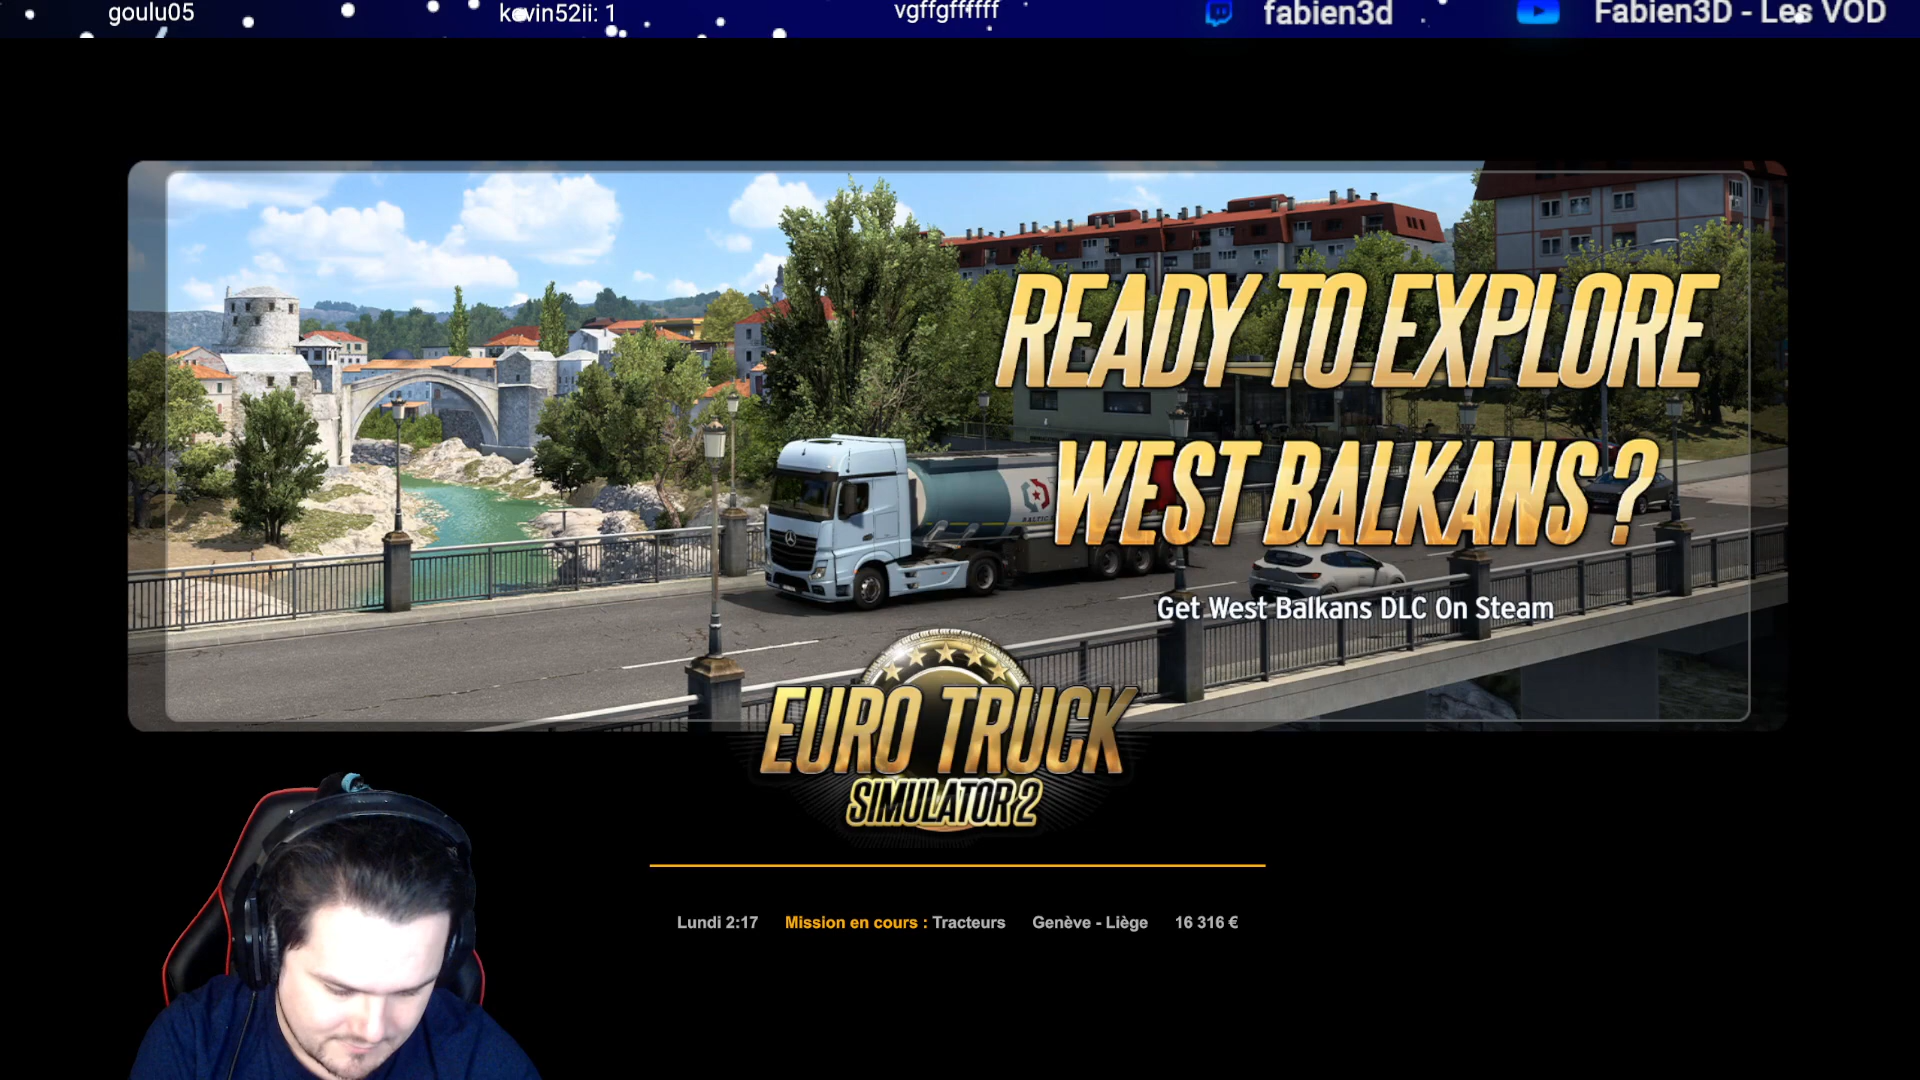 goulu05
kevin52ii: 1
vgffgffffff
fabien3d
Fabien3D - Les VOD
READY TO EXPLORE
WEST BALKANS ?
Get West Balkans DLC On Steam
EURO TRUCK
SIMULATOR 2
Lundi 2:17 Mission en cours : Tracteurs Genève - Liège 16 316 €